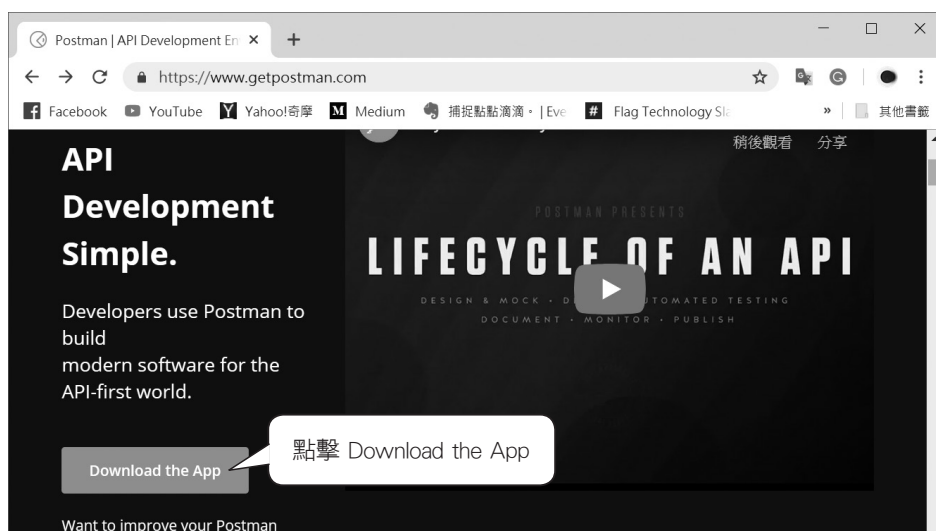 Postman | API Development En
https://www.getpostman.com
Facebook YouTube Yahoo!奇摩 Medium 捕捉點點滴滴。 | Eve Flag Technology Sla » 其他書籤
API
Development
Simple.
Developers use Postman to
build
modern software for the
API-first world.
Download the App
Want to improve your Postman
稍後觀看 分享
POSTMAN PRESENTS
LIFECYCLE OF AN API
DESIGN & MOCK • D UTOMATED TESTING
DOCUMENT • MONITOR • PUBLISH
點擊 Download the App